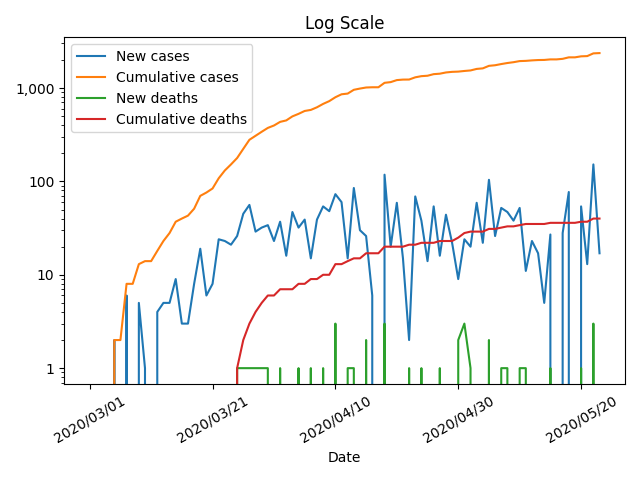 Log Scale
New cases
Cumulative cases
New deaths
Cumulative deaths
1,000
100
10
1
2020/03/01
2020/03/21
2020/04/10
2020/04/30
2020/05/20
Date